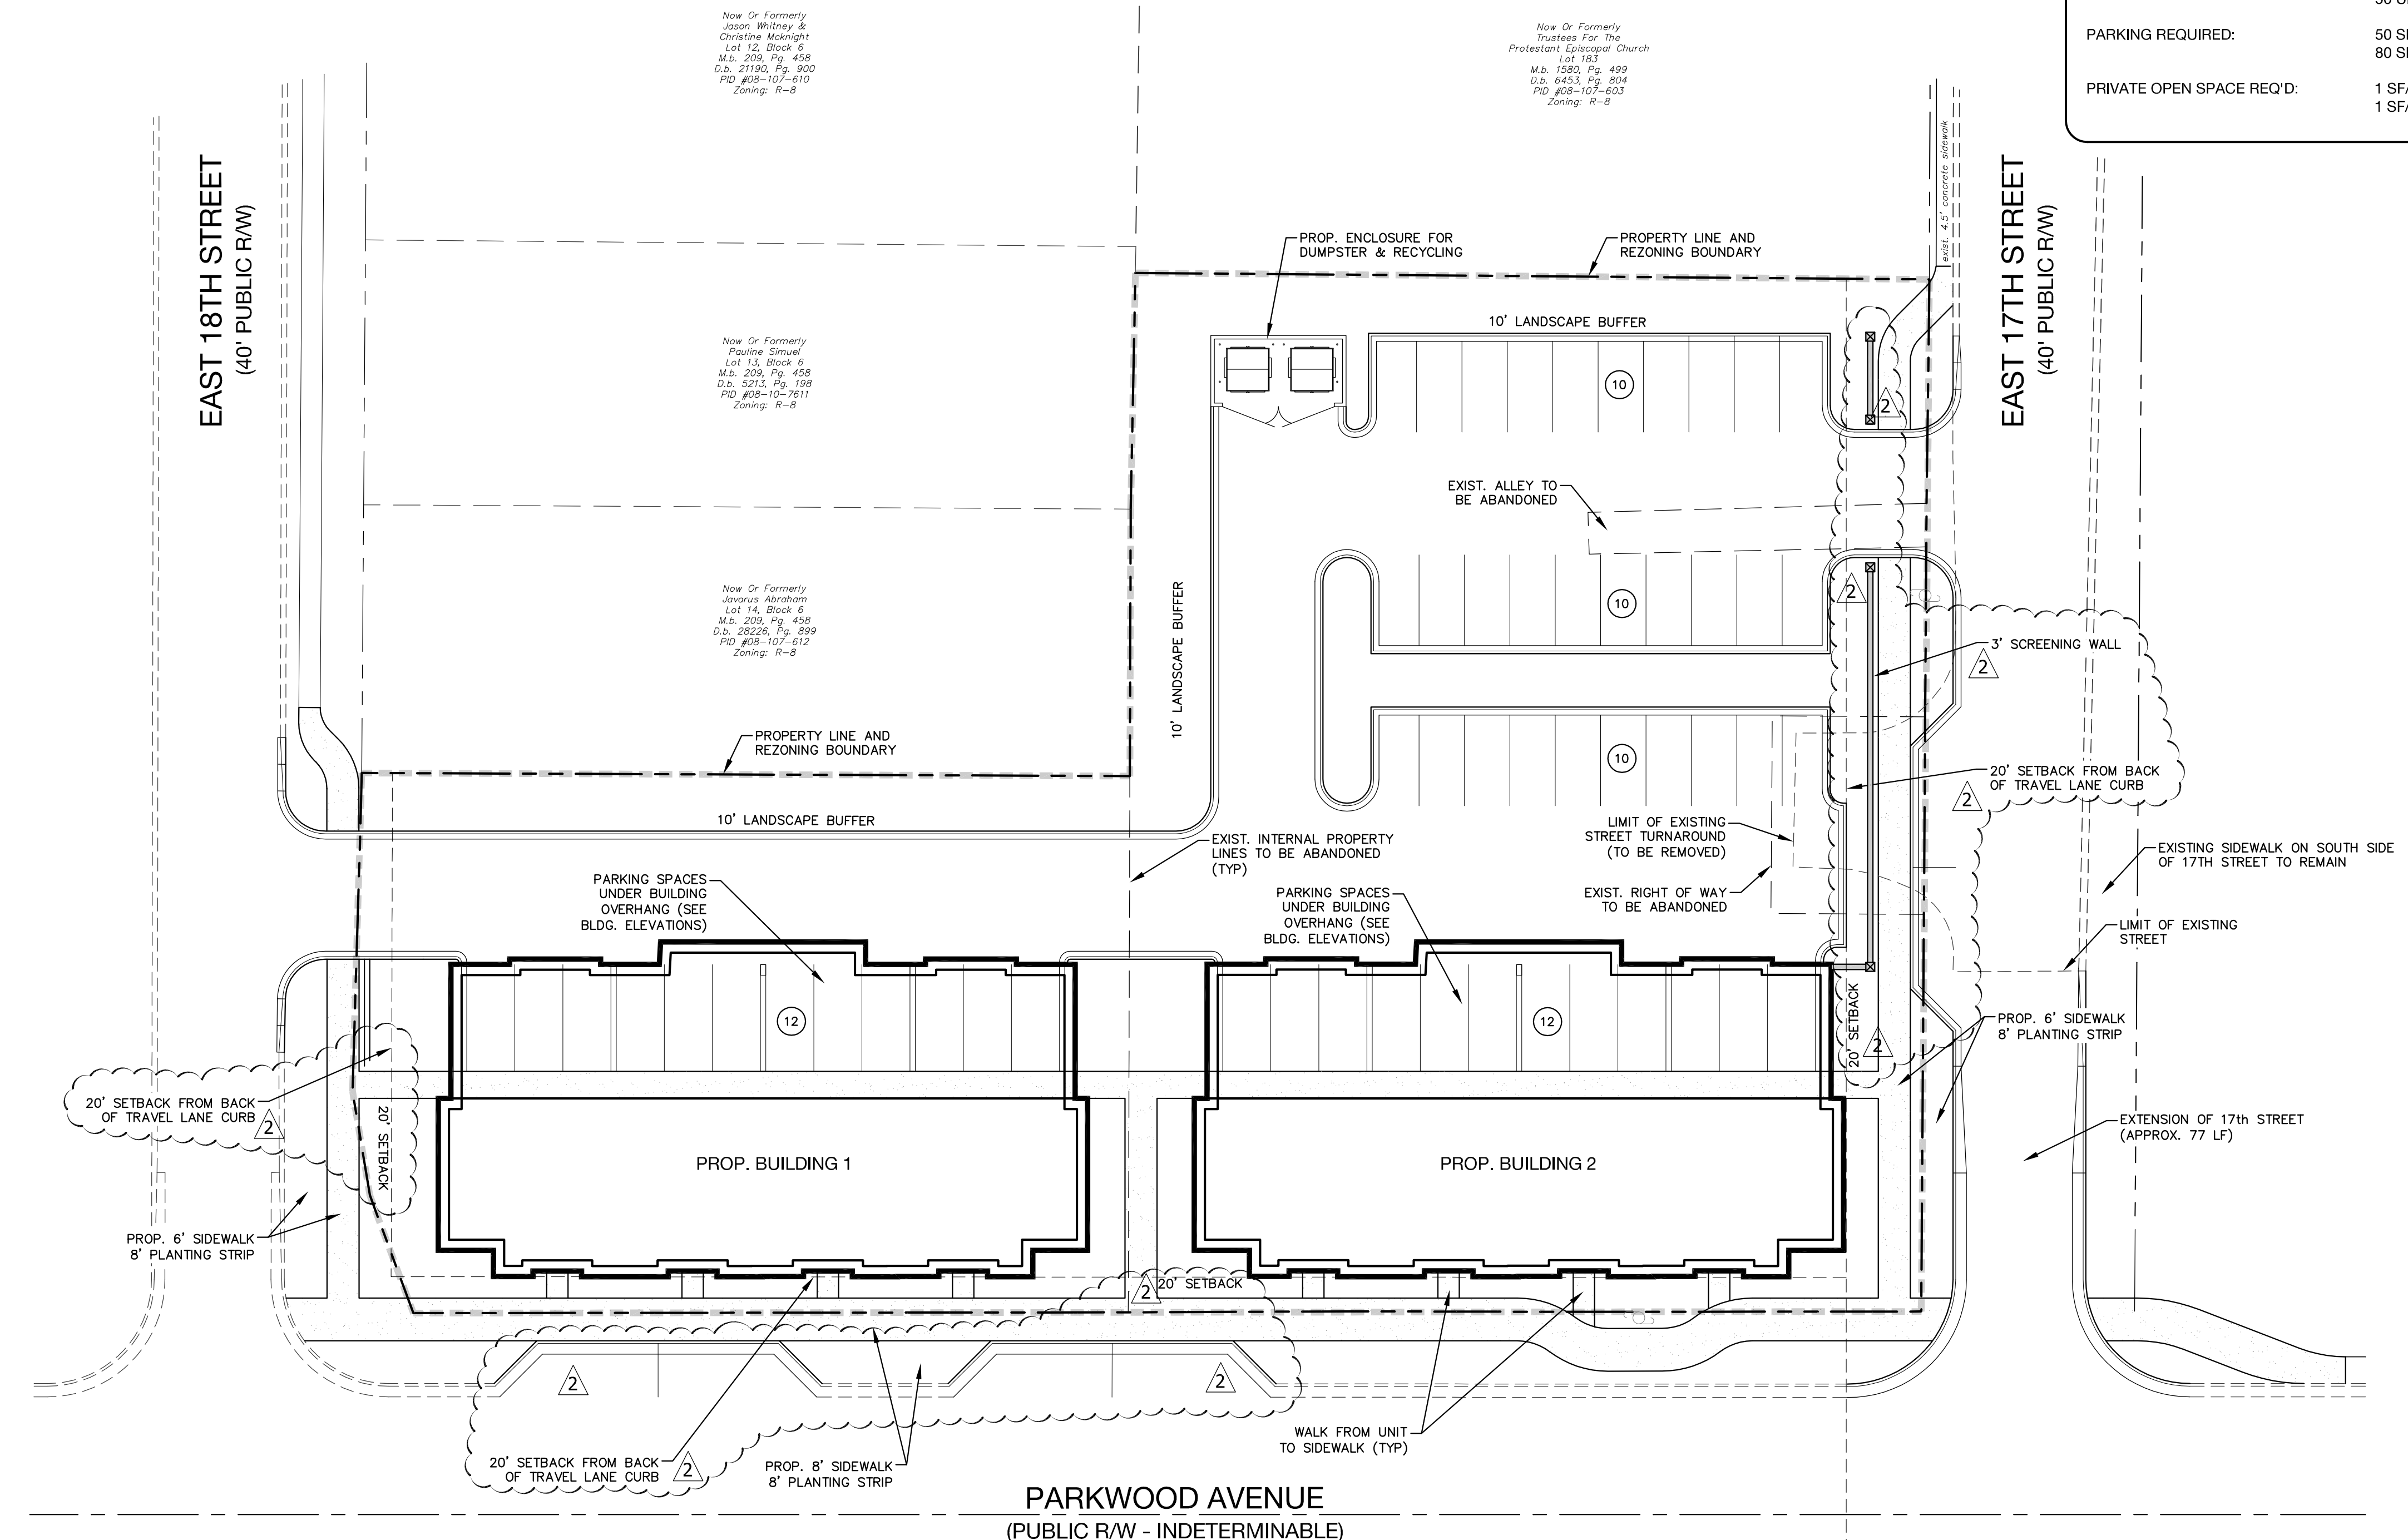 Now Or Formerly
Jason Whitney &
Christine Mcknight
Lot 12, Block 6
M.b. 209, Pg. 458
D.b. 21190, Pg. 900
PID #08-107-610
Zoning: R-8
Now Or Formerly
Trustees For The
Protestant Episcopal Church
Lot 183
M.b. 1580, Pg. 499
D.b. 6453, Pg. 804
PID #08-107-603
Zoning: R-8
PARKING REQUIRED:
50
80
PRIVATE OPEN SPACE REQ'D:
1
1
exist. 4.5' concrete sidewalk
EAST 18TH STREET
(40' PUBLIC R/W)
EAST 17TH STREET
(40' PUBLIC R/W)
PROP. ENCLOSURE FOR
DUMPSTER & RECYCLING
PROPERTY LINE AND
REZONING BOUNDARY
10' LANDSCAPE BUFFER
Now Or Formerly
Pauline Simuel
Lot 13, Block 6
M.b. 209, Pg. 458
D.b. 5213, Pg. 198
PID #08-10-7611
Zoning: R-8
10
2
EXIST. ALLEY TO
BE ABANDONED
Now Or Formerly
Javarus Abraham
Lot 14, Block 6
M.b. 209, Pg. 458
D.b. 28226, Pg. 899
PID #08-107-612
Zoning: R-8
10' LANDSCAPE BUFFER
10
2
3' SCREENING WALL
2
PROPERTY LINE AND
REZONING BOUNDARY
10
20' SETBACK FROM BACK
OF TRAVEL LANE CURB
2
10' LANDSCAPE BUFFER
LIMIT OF EXISTING
STREET TURNAROUND
(TO BE REMOVED)
EXIST. INTERNAL PROPERTY
LINES TO BE ABANDONED
(TYP)
EXISTING SIDEWALK ON SOUTH SIDE
OF 17TH STREET TO REMAIN
PARKING SPACES
UNDER BUILDING
OVERHANG (SEE
BLDG. ELEVATIONS)
PARKING SPACES
UNDER BUILDING
OVERHANG (SEE
BLDG. ELEVATIONS)
EXIST. RIGHT OF WAY
TO BE ABANDONED
LIMIT OF EXISTING
STREET
12
12
20' SETBACK
2
PROP. 6' SIDEWALK
8' PLANTING STRIP
20' SETBACK FROM BACK
OF TRAVEL LANE CURB
2
20' SETBACK
EXTENSION OF 17th STREET
(APPROX. 77 LF)
PROP. BUILDING 1
PROP. BUILDING 2
PROP. 6' SIDEWALK
8' PLANTING STRIP
2
20' SETBACK
2
2
WALK FROM UNIT
TO SIDEWALK (TYP)
20' SETBACK FROM BACK
OF TRAVEL LANE CURB
2
PROP. 8' SIDEWALK
8' PLANTING STRIP
PARKWOOD AVENUE
(PUBLIC R/W - INDETERMINABLE)